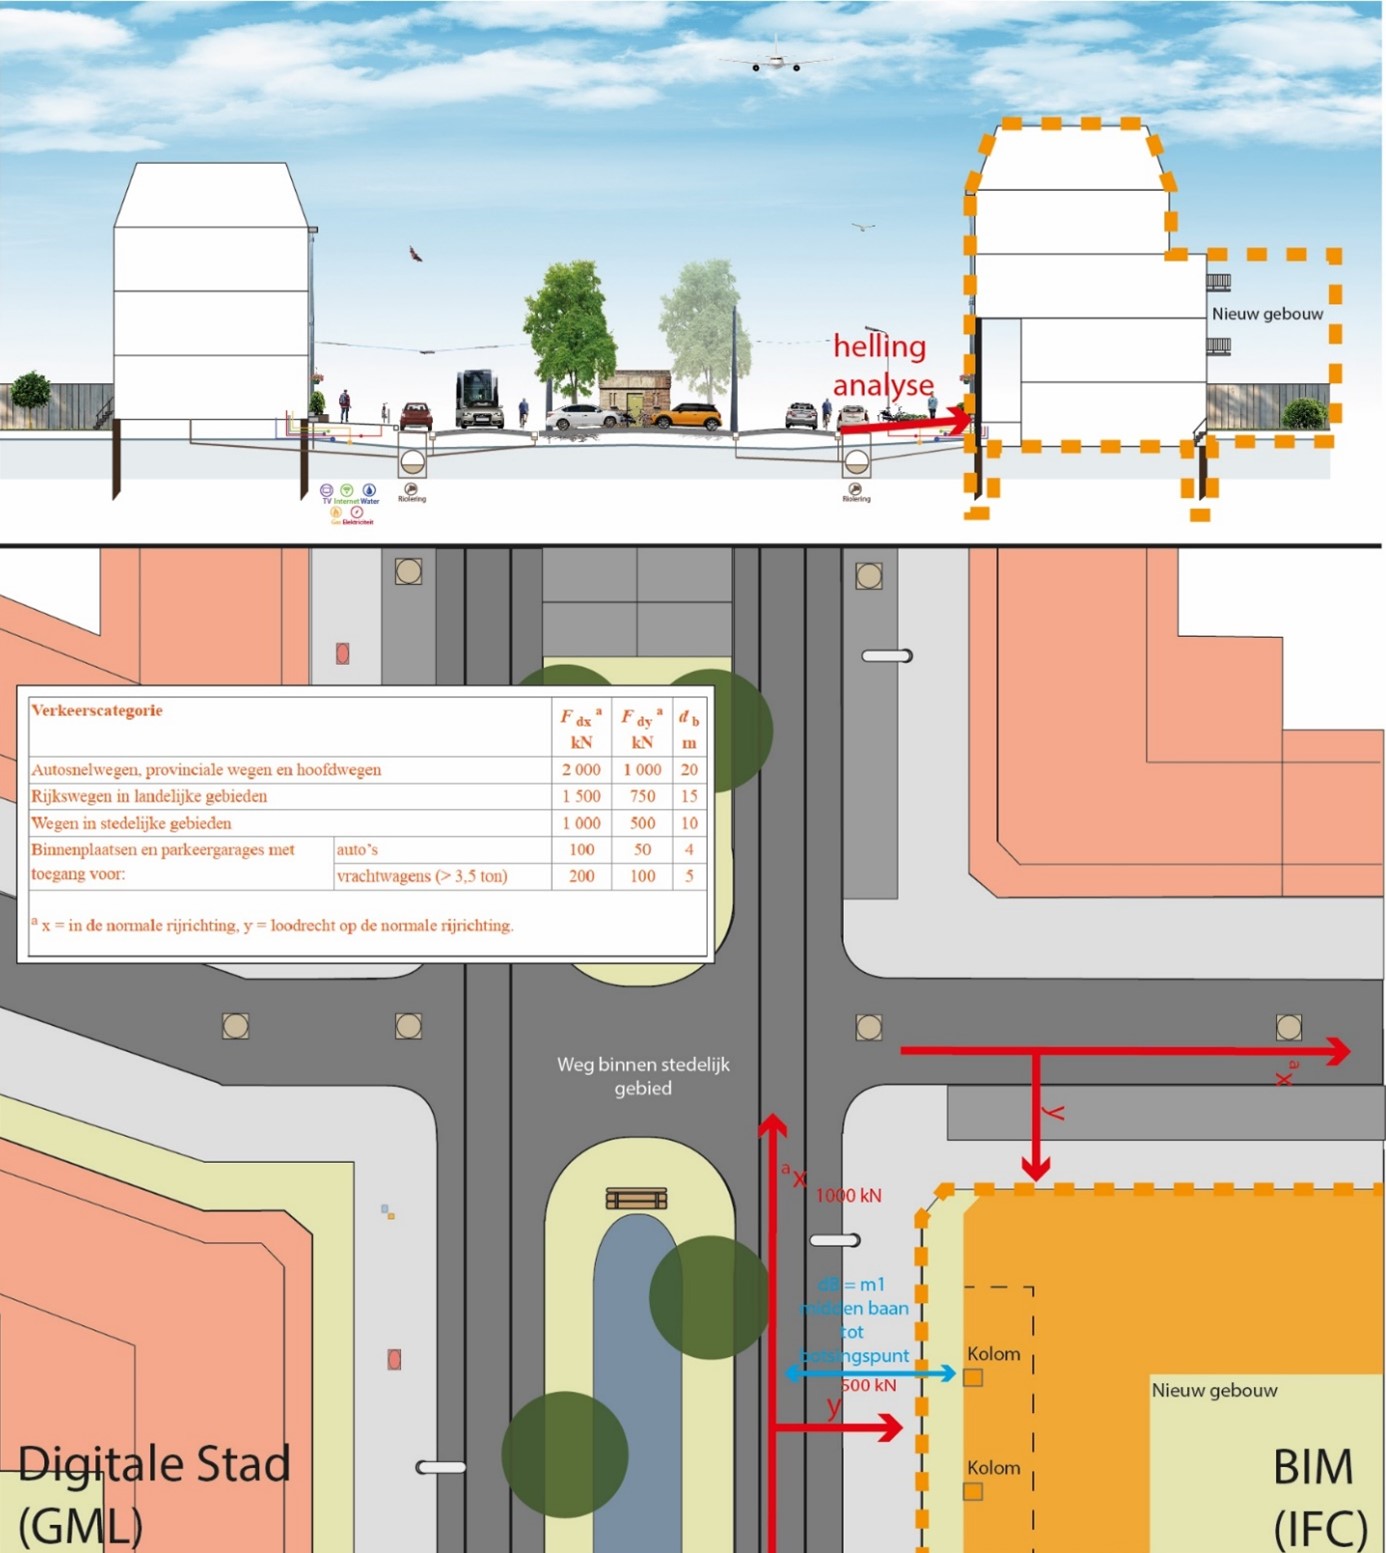 helling
analyse
Nieuw gebouw
TV Internet Water
Gas Elektriciteit
Riolering
Riolering
Verkeerscategorie
F dx a
kN
F dy a
kN
d b
m
Autosnelwegen, provinciale wegen en hoofdwegen 2 000 1 000 20
Rijkswegen in landelijke gebieden 1 500 750 15
Wegen in stedelijke gebieden 1 000 500 10
Binnenplaatsen en parkeergarages met auto's 100 50 4
toegang voor: vrachtwagens (> 3,5 ton) 200 100 5
a x = in de normale rijrichting, y = loodrecht op de normale rijrichting.
Weg binnen stedelijk
gebied
a x
y
a x
1000 kN
dB = m1
midden baan
tot
botsingspunt
500 kN
y
Kolom
Nieuw gebouw
Kolom
Digitale Stad
(GML)
BIM
(IFC)